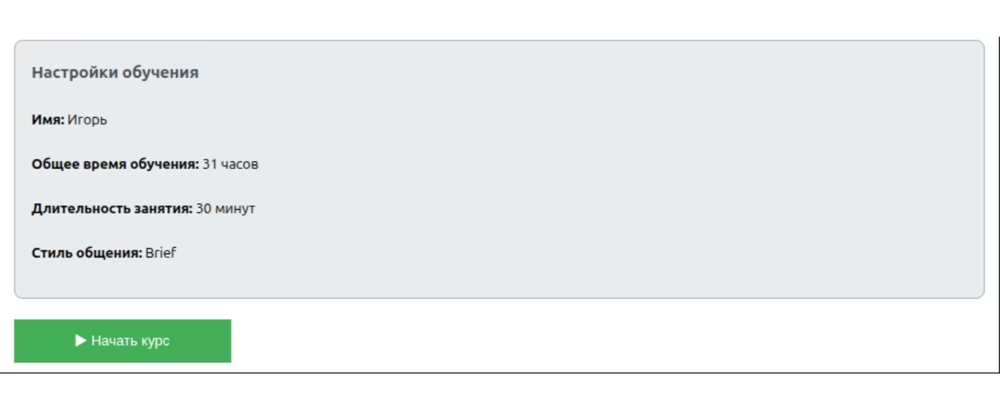 Настройки обучения
Имя: Игорь
Общее время обучения: 31 часов
Длительность занятия: 30 минут
Стиль общения: Brief
▶ Начать курс